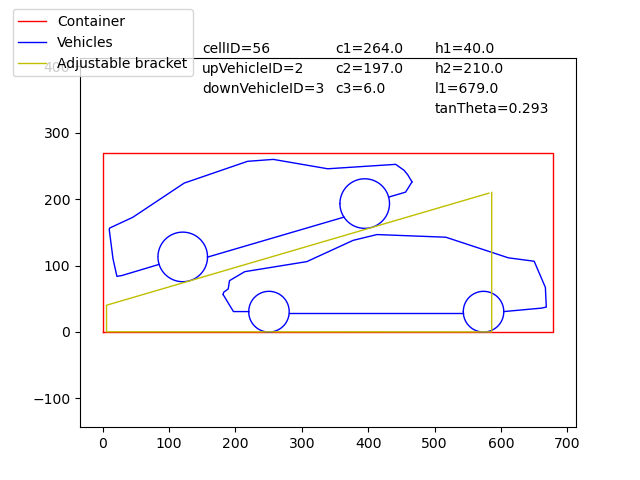 Container
Vehicles
Adjustable bracket
cellID=56 c1=264.0 h1=40.0
upVehicleID=2 c2=197.0 h2=210.0
downVehicleID=3 c3=6.0 l1=679.0
tanTheta=0.293
400
300
200
100
0
−100
0 100 200 300 400 500 600 700